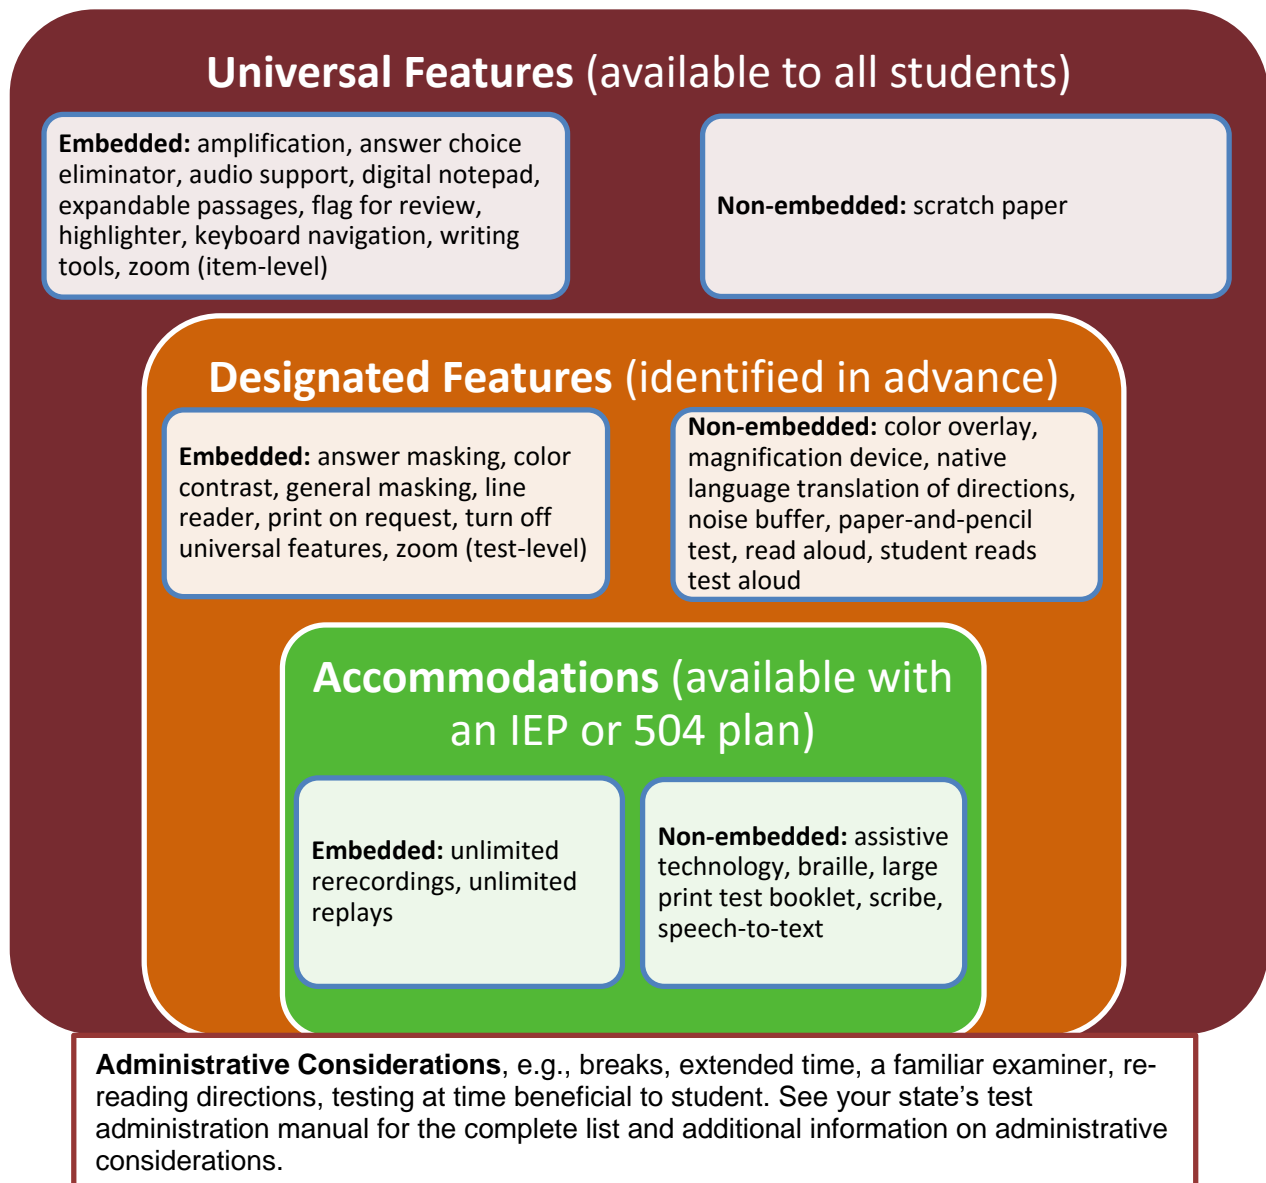 Universal Features (available to all students)
Embedded: amplification, answer choice
eliminator, audio support, digital notepad,
expandable passages, flag for review,
highlighter, keyboard navigation, writing
tools, zoom (item-level)
Non-embedded: scratch paper
Designated Features (identified in advance)
Embedded: answer masking, color
contrast, general masking, line
reader, print on request, turn off
universal features, zoom (test-level)
Non-embedded: color overlay,
magnification device, native
language translation of directions,
noise buffer, paper-and-pencil
test, read aloud, student reads
test aloud
Accommodations (available with
an IEP or 504 plan)
Embedded: unlimited
rerecordings, unlimited
replays
Non-embedded: assistive
technology, braille, large
print test booklet, scribe,
speech-to-text
Administrative Considerations, e.g., breaks, extended time, a familiar examiner, re-
reading directions, testing at time beneficial to student. See your state’s test
administration manual for the complete list and additional information on administrative
considerations.